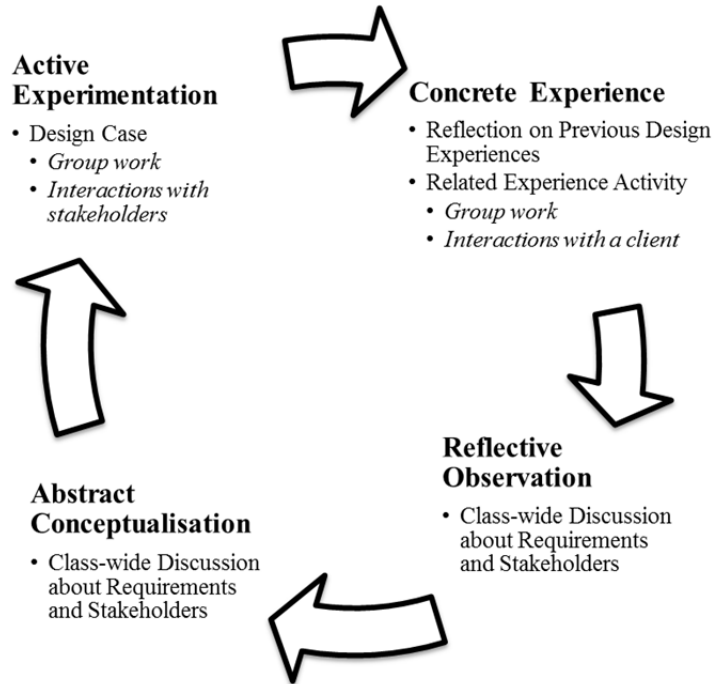 Active
Experimentation
• Design Case
• Group work
• Interactions with
stakeholders
Concrete Experience
• Reflection on Previous Design
Experiences
• Related Experience Activity
• Group work
• Interactions with a client
Reflective
Observation
• Class-wide Discussion
about Requirements
and Stakeholders
Abstract
Conceptualisation
• Class-wide Discussion
about Requirements
and Stakeholders